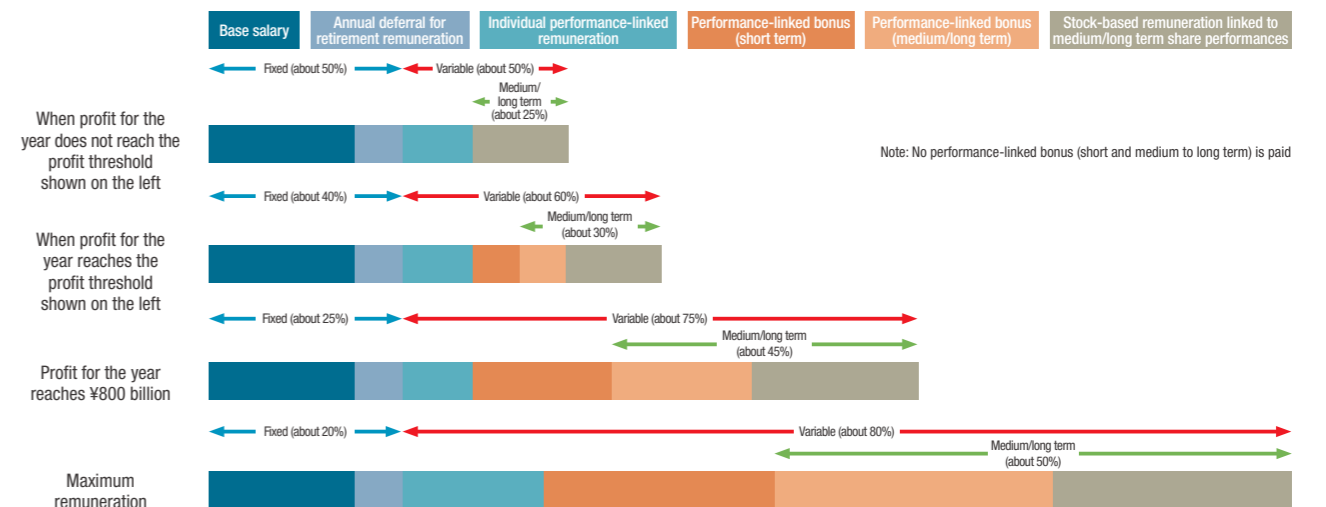 Base salary
Annual deferral for
retirement remuneration
Individual performance-linked
remuneration
Performance-linked bonus
(short term)
Performance-linked bonus
(medium/long term)
Stock-based remuneration linked to
medium/long term share performances
Fixed (about 50%)
Variable (about 50%)
Medium/
long term
(about 25%)
When profit for the
year does not reach the
profit threshold
shown on the left
Note: No performance-linked bonus (short and medium to long term) is paid
Fixed (about 40%)
Variable (about 60%)
Medium/long term
(about 30%)
When profit for the
year reaches the
profit threshold
shown on the left
Fixed (about 25%)
Variable (about 75%)
Medium/long term
(about 45%)
Profit for the year
reaches ¥800 billion
Fixed (about 20%)
Variable (about 80%)
Medium/long term
(about 50%)
Maximum
remuneration